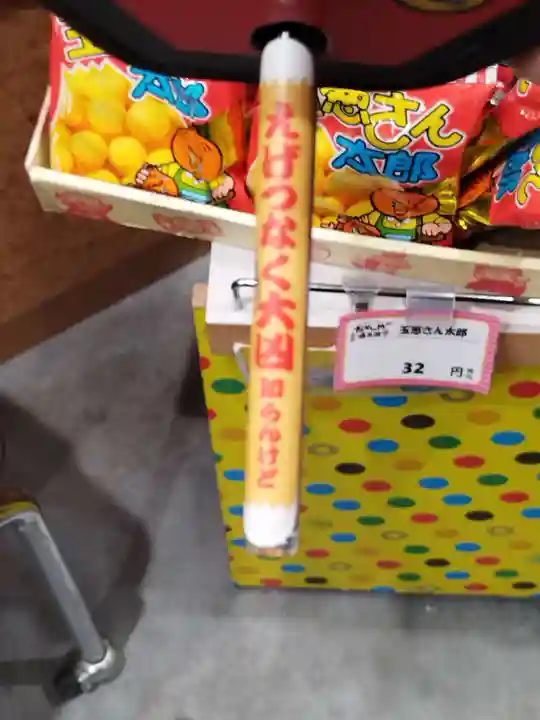 太郎
えげつなく大凶 知らんけど
葱さん
太郎
玉葱さん太郎
32 円